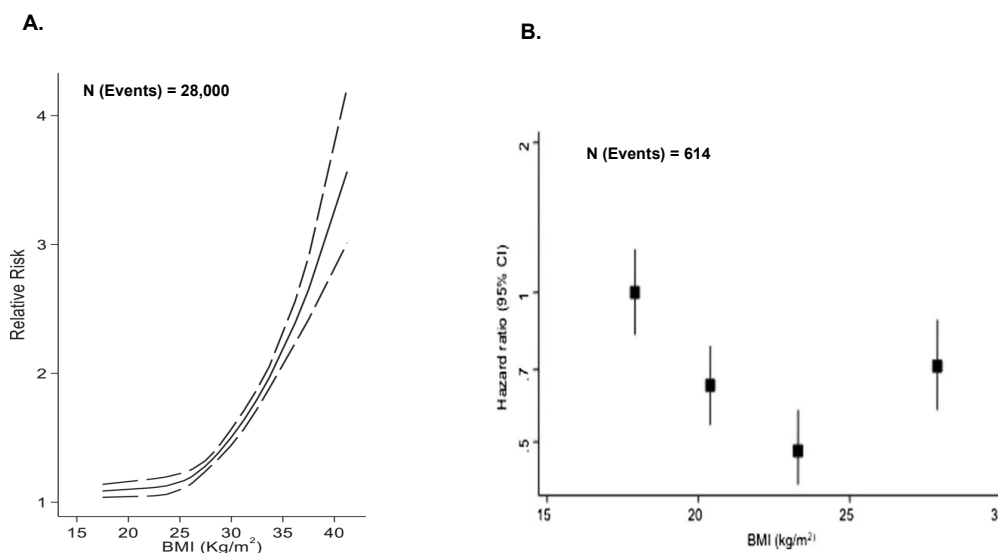 A.
N (Events) = 28,000
4
3
2
1
Relative Risk
15 20 25 30 35 40
BMI (Kg/m²)
B.
N (Events) = 614
2
1
.7
.5
Hazard ratio (95% CI)
15 20 25
BMI (kg/m²)